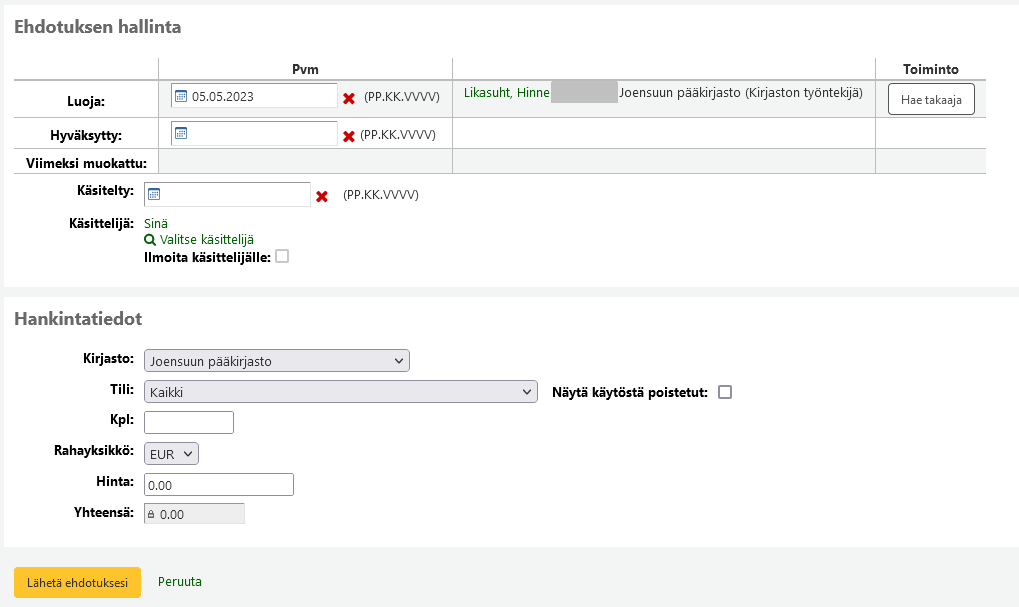 Ehdotuksen hallinta
Pvm Toiminto
Luoja: 05.05.2023 (PP.KK.VVVV) Likasuht, Hinne Joensuun pääkirjasto (Kirjaston työntekijä) Hae takaaja
Hyväksytty: (PP.KK.VVVV)
Viimeksi muokattu:
Käsitelty: (PP.KK.VVVV)
Käsittelijä: Sinä
Valitse käsittelijä
Ilmoita käsittelijälle:
Hankintatiedot
Kirjasto: Joensuun pääkirjasto
Tili: Kaikki Näytä käytöstä poistetut:
Kpl:
Rahayksikkö: EUR
Hinta: 0.00
Yhteensä: 0.00
Lähetä ehdotuksesi Peruuta